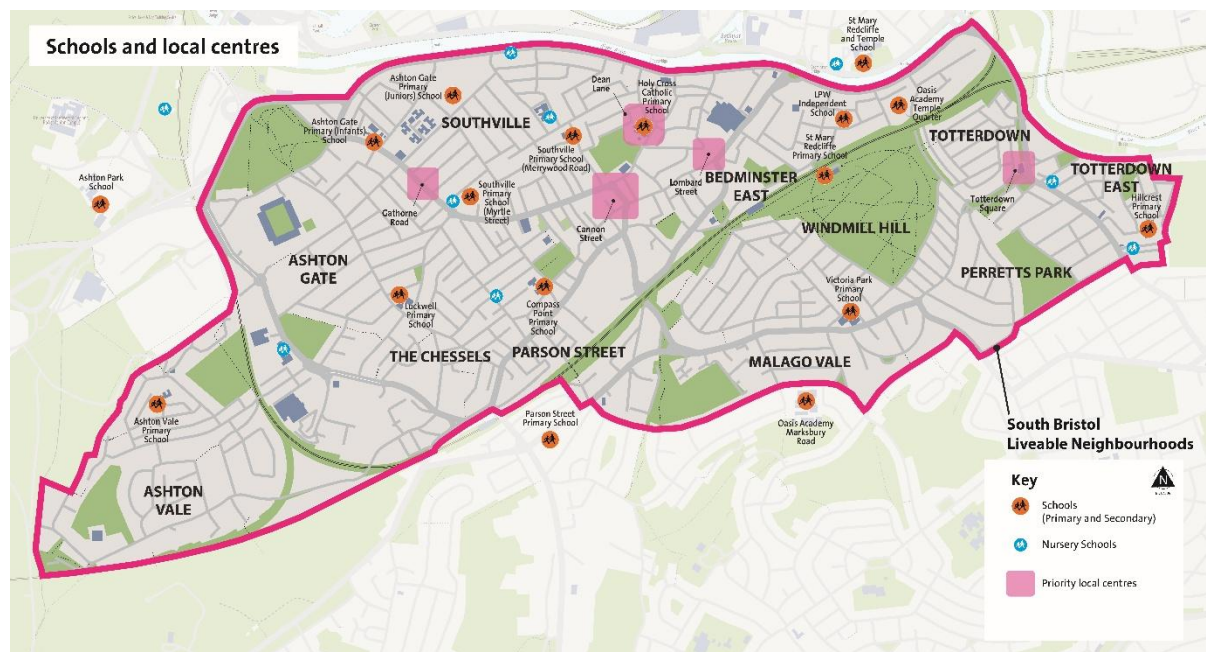 Schools and local centres
St Mary
Redcliffe
and Temple
School
Ashton Gate
Primary
(Juniors) School
Dean
Lane
Holy Cross
Catholic
Primary
School
LPW
Independent
School
Oasis
Academy
Temple
Quarter
SOUTHVILLE
Ashton Gate
Primary (Infants)
School
TOTTERDOWN
Southville
Primary School
(Merrywood Road)
St Mary
Redcliffe
Primary School
Ashton Park
School
BEDMINSTER
EAST
Lombard
Street
TOTTERDOWN
EAST
Southville
Primary
School
(Myrtle
Street)
Gathorne
Road
Totterdown
Square
Hillcrest
Primary
School
Cannon
Street
WINDMILL HILL
ASHTON
GATE
PERRETTS PARK
Luckwell
Primary
School
Compass
Point
Primary
School
Victoria Park
Primary
School
THE CHESSELS
PARSON STREET
MALAGO VALE
Ashton Vale
Primary
School
Parson Street
Primary School
Oasis Academy
Marksbury
Road
South Bristol
Liveable Neighbourhoods
ASHTON
VALE
Key
N
Schools
(Primary and Secondary)
Nursery Schools
Priority local centres